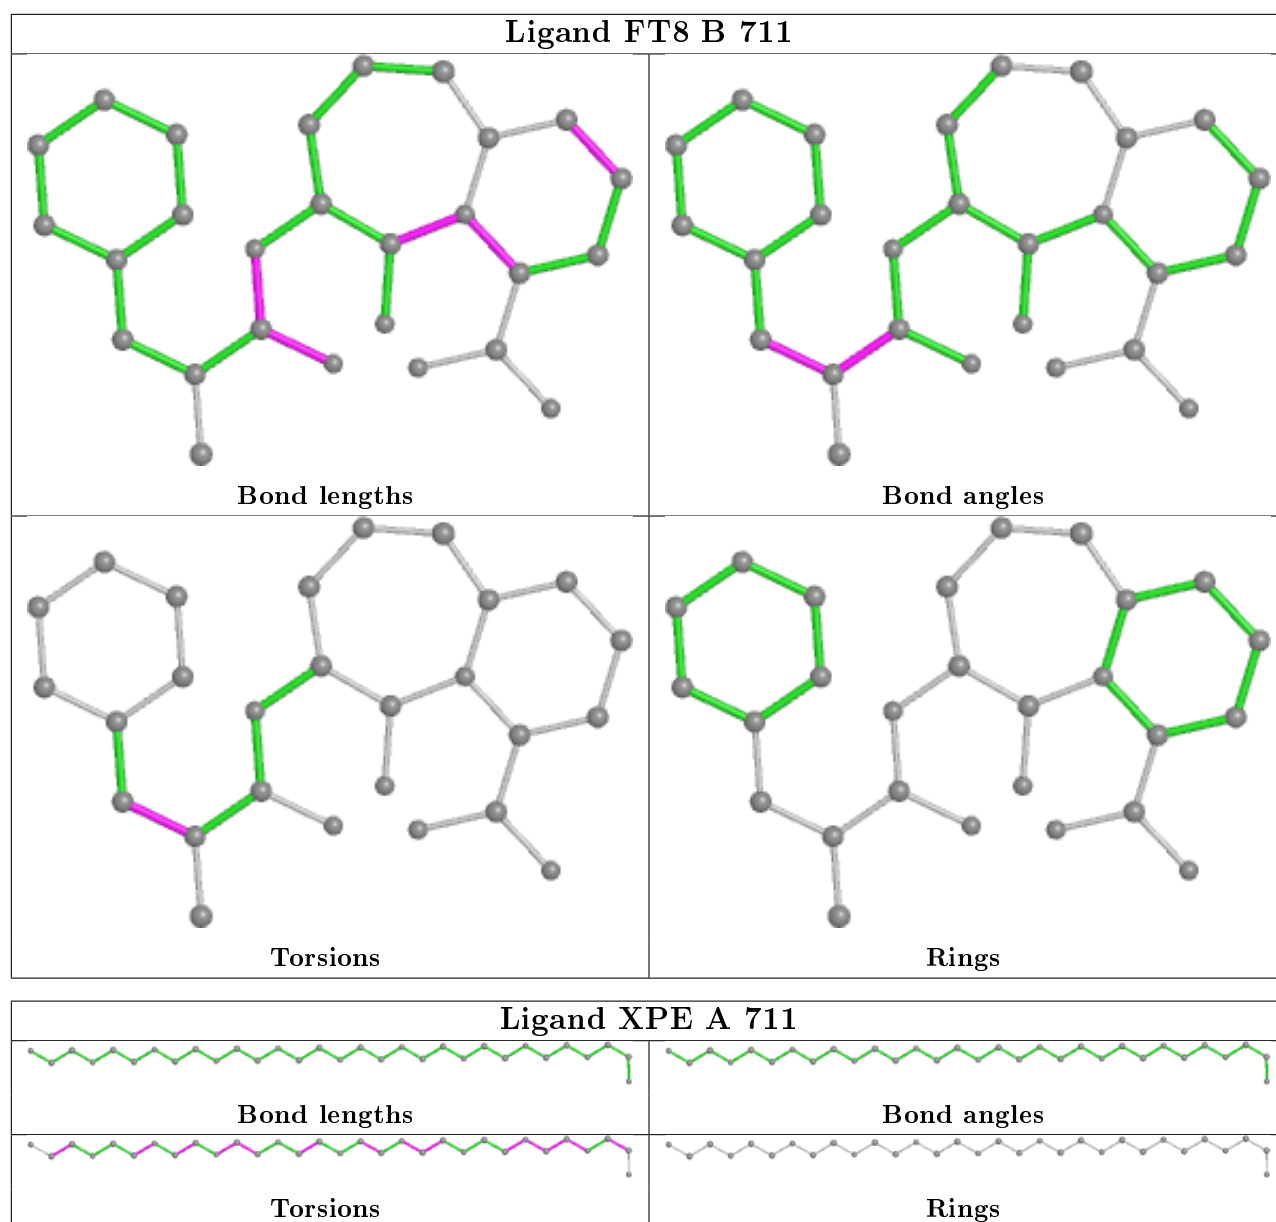 Ligand FT8 B 711
Bond lengths
Bond angles
Torsions
Rings
Ligand XPE A 711
Bond lengths
Bond angles
Torsions
Rings